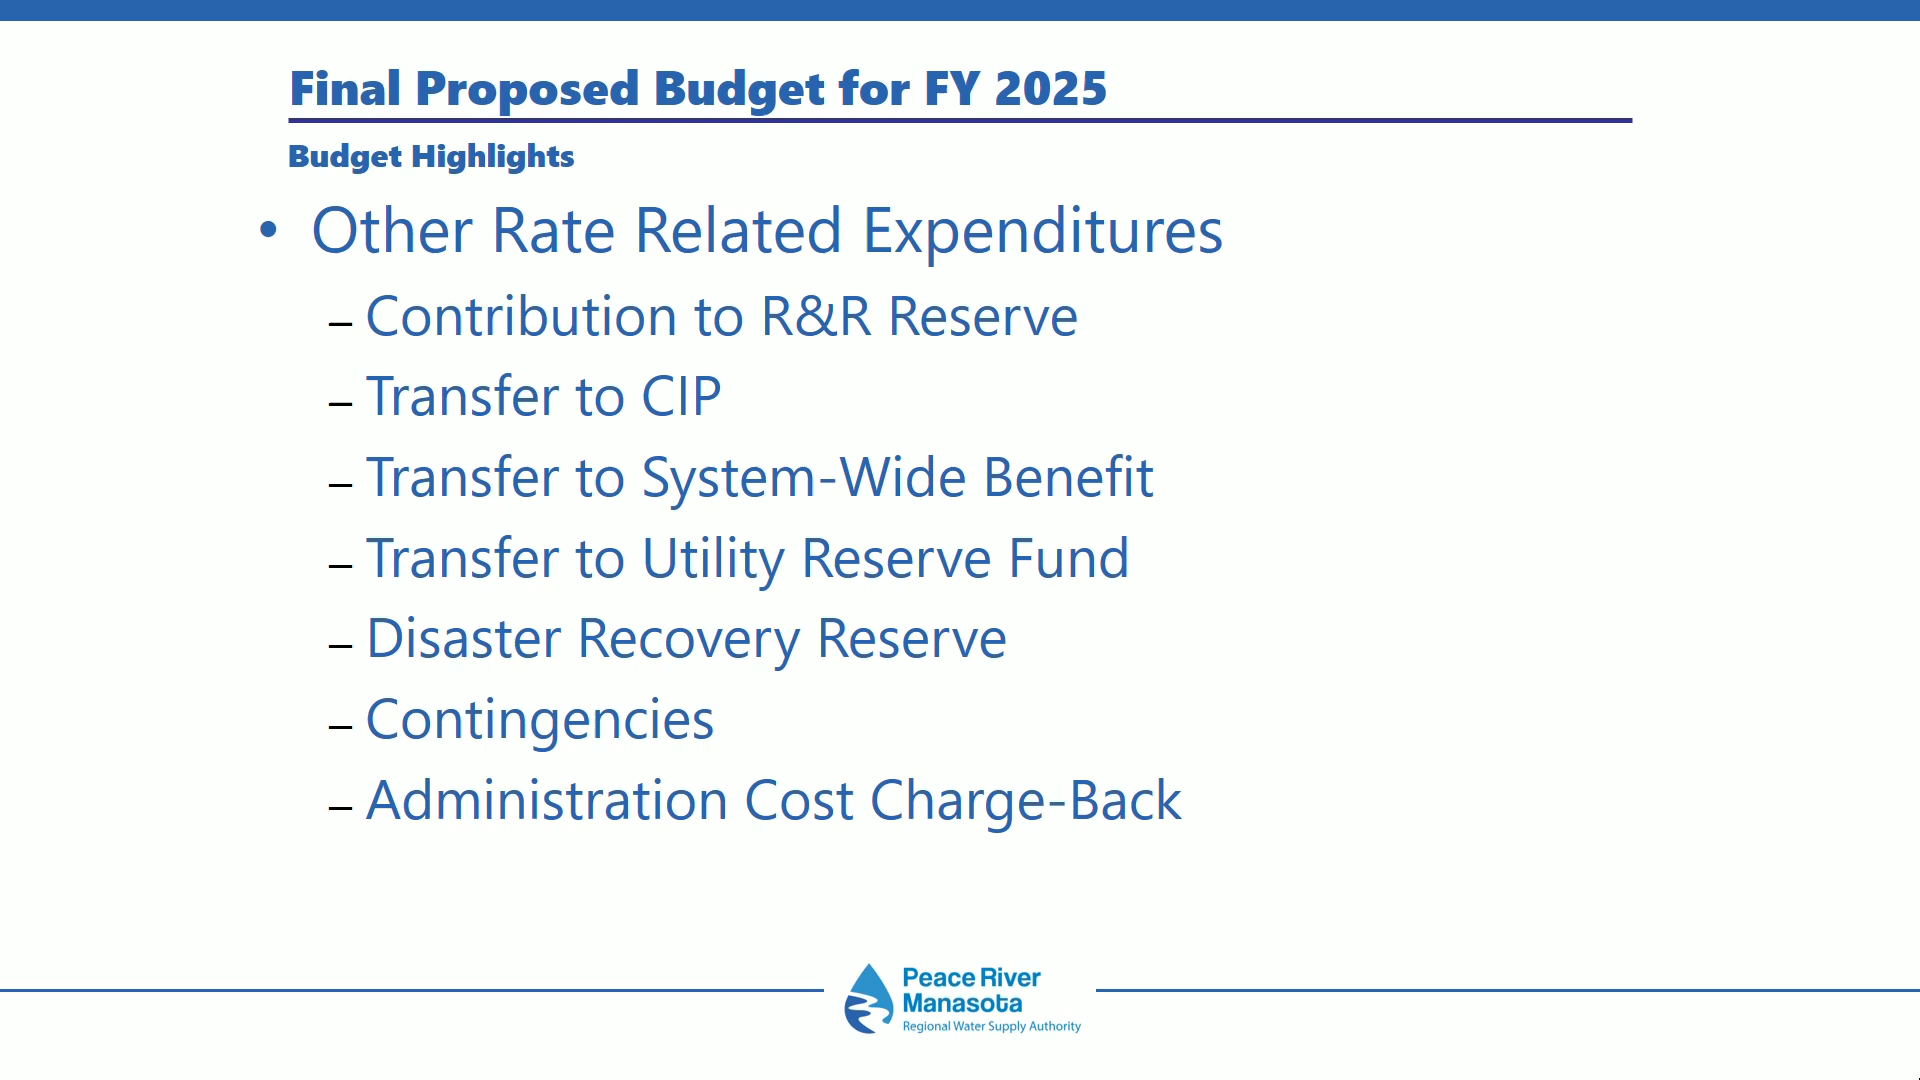 Final Proposed Budget for FY 2025
Budget Highlights
• Other Rate Related Expenditures
– Contribution to R&R Reserve
– Transfer to CIP
– Transfer to System-Wide Benefit
– Transfer to Utility Reserve Fund
– Disaster Recovery Reserve
– Contingencies
– Administration Cost Charge-Back
Peace River
Manasota
Regional Water Supply Authority